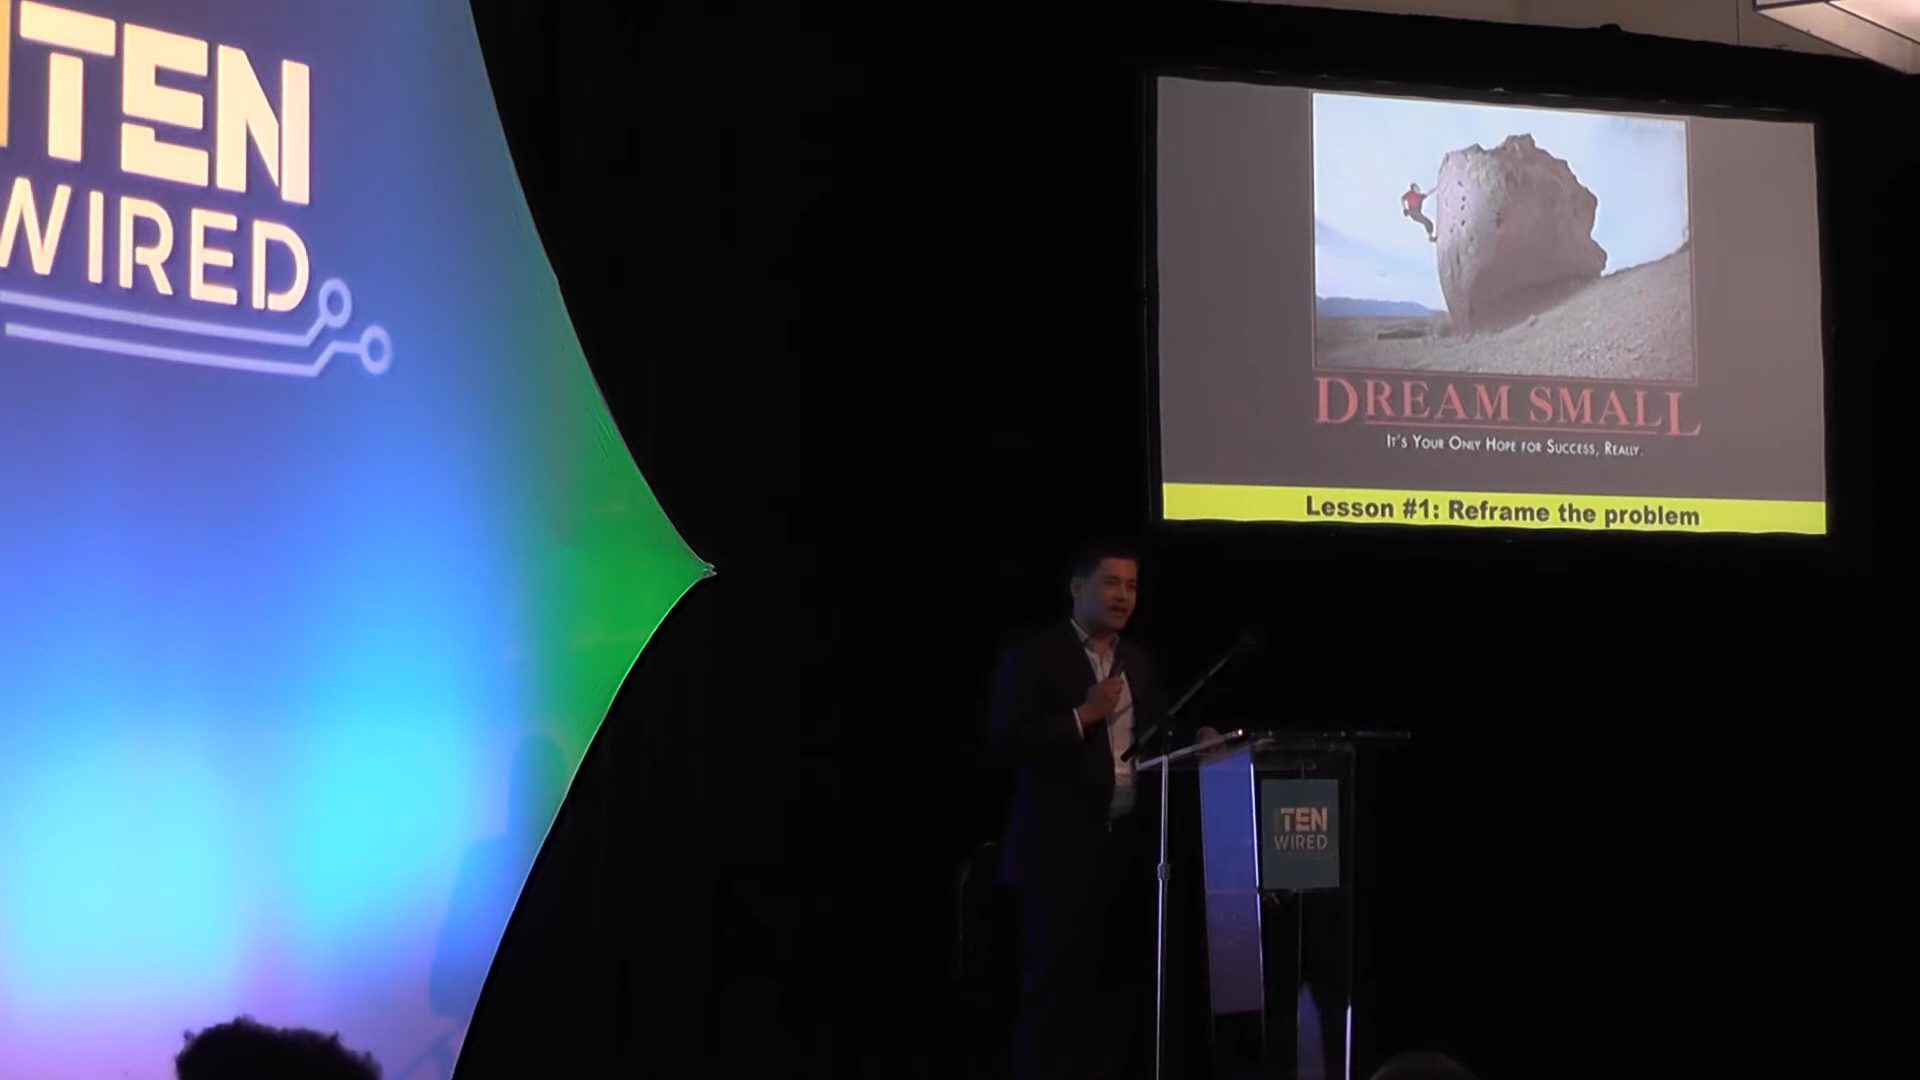 TEN
WIRED
DREAM SMALL
IT'S YOUR ONLY HOPE FOR SUCCESS, REALLY.
Lesson #1: Reframe the problem
TEN
WIRED